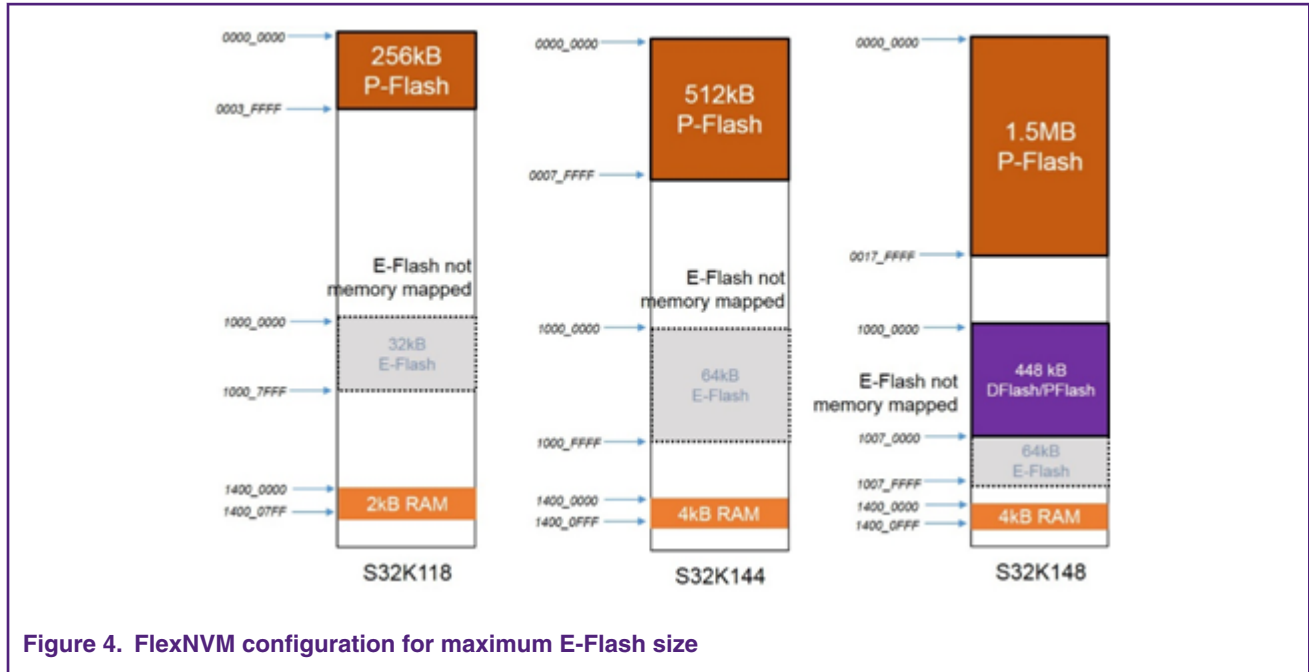 0000_0000
256kB
P-Flash
0003_FFFF
E-Flash not
memory mapped
1000_0000
32kB
E-Flash
1000_7FFF
1400_0000
2kB RAM
1400_07FF
S32K118
0000_0000
512kB
P-Flash
0007_FFFF
E-Flash not
memory mapped
1000_0000
64kB
E-Flash
1000_FFFF
1400_0000
4kB RAM
1400_0FFF
S32K144
0000_0000
1.5MB
P-Flash
0017_FFFF
1000_0000
448 kB
DFlash/PFlash
E-Flash not
memory mapped
1007_0000
64kB
E-Flash
1007_FFFF
1400_0000
4kB RAM
1400_0FFF
S32K148
Figure 4. FlexNVM configuration for maximum E-Flash size